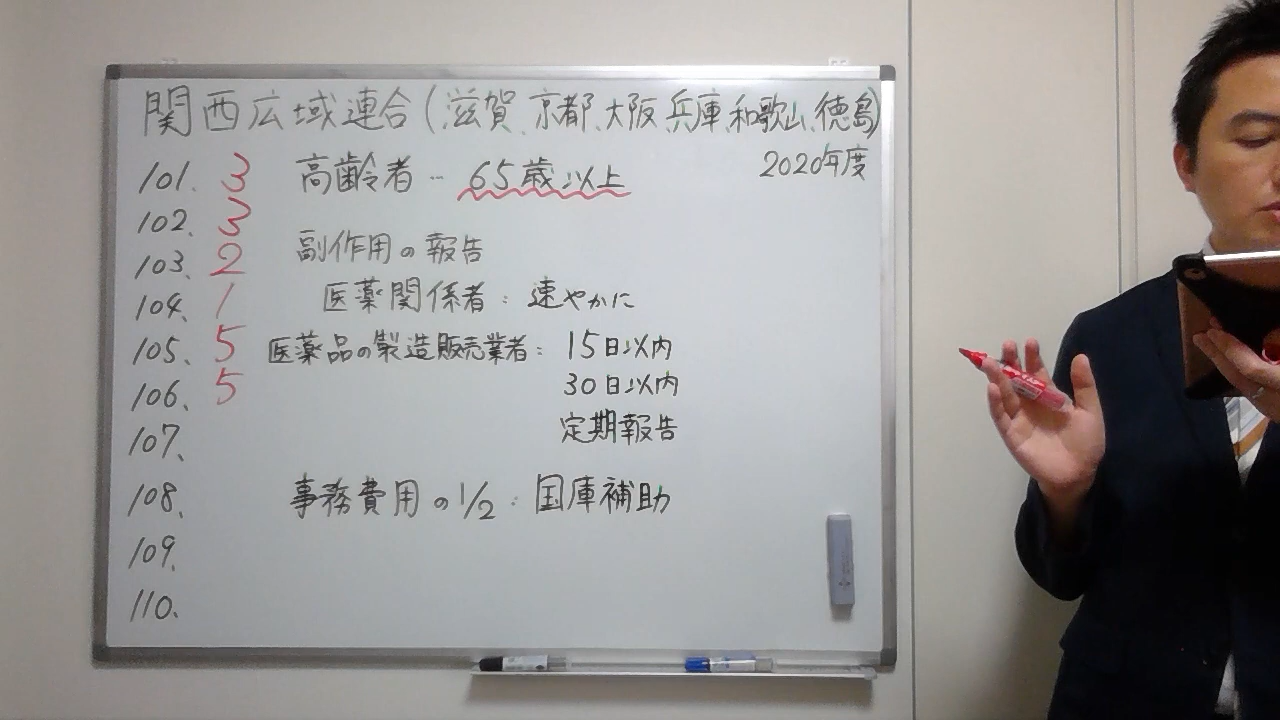 関西広域連合(滋賀、京都、大阪、兵庫、和歌山、徳島)
2020年度
101. 3 高齢者… 65歳以上
102. 3
副作用の報告
103. 2
104. 1 医薬関係者：速やかに
105. 5 医薬品の製造販売業者：15日以内
106. 5 30日以内
107. 定期報告
108. 事務費用の1/2：国庫補助
109.
110.